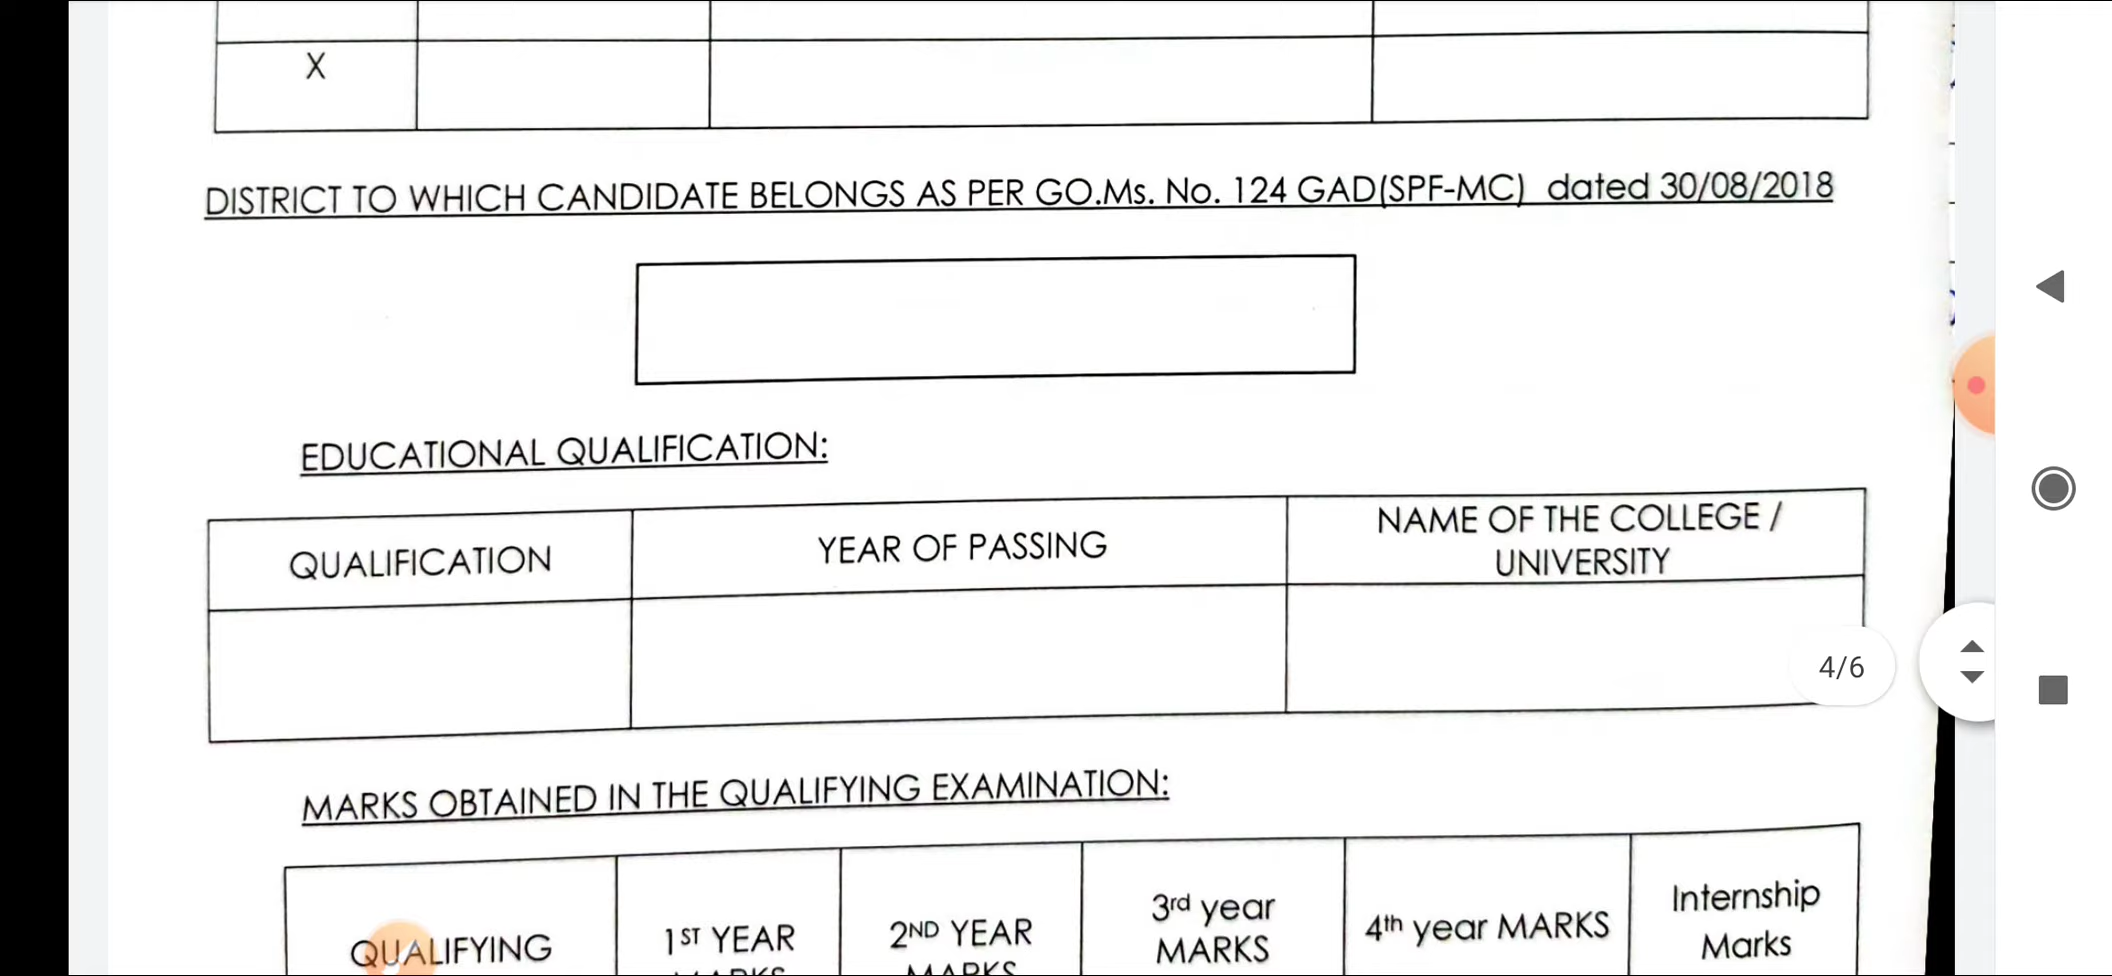 X
DISTRICT TO WHICH CANDIDATE BELONGS AS PER GO.Ms. No. 124 GAD(SPF-MC) dated 30/08/2018
EDUCATIONAL QUALIFICATION:
QUALIFICATION
YEAR OF PASSING
NAME OF THE COLLEGE /
UNIVERSITY
4/6
MARKS OBTAINED IN THE QUALIFYING EXAMINATION:
QUALIFYING
1ST YEAR
MARKS
2ND YEAR
MARKS
3rd year
MARKS
4th year MARKS
Internship
Marks